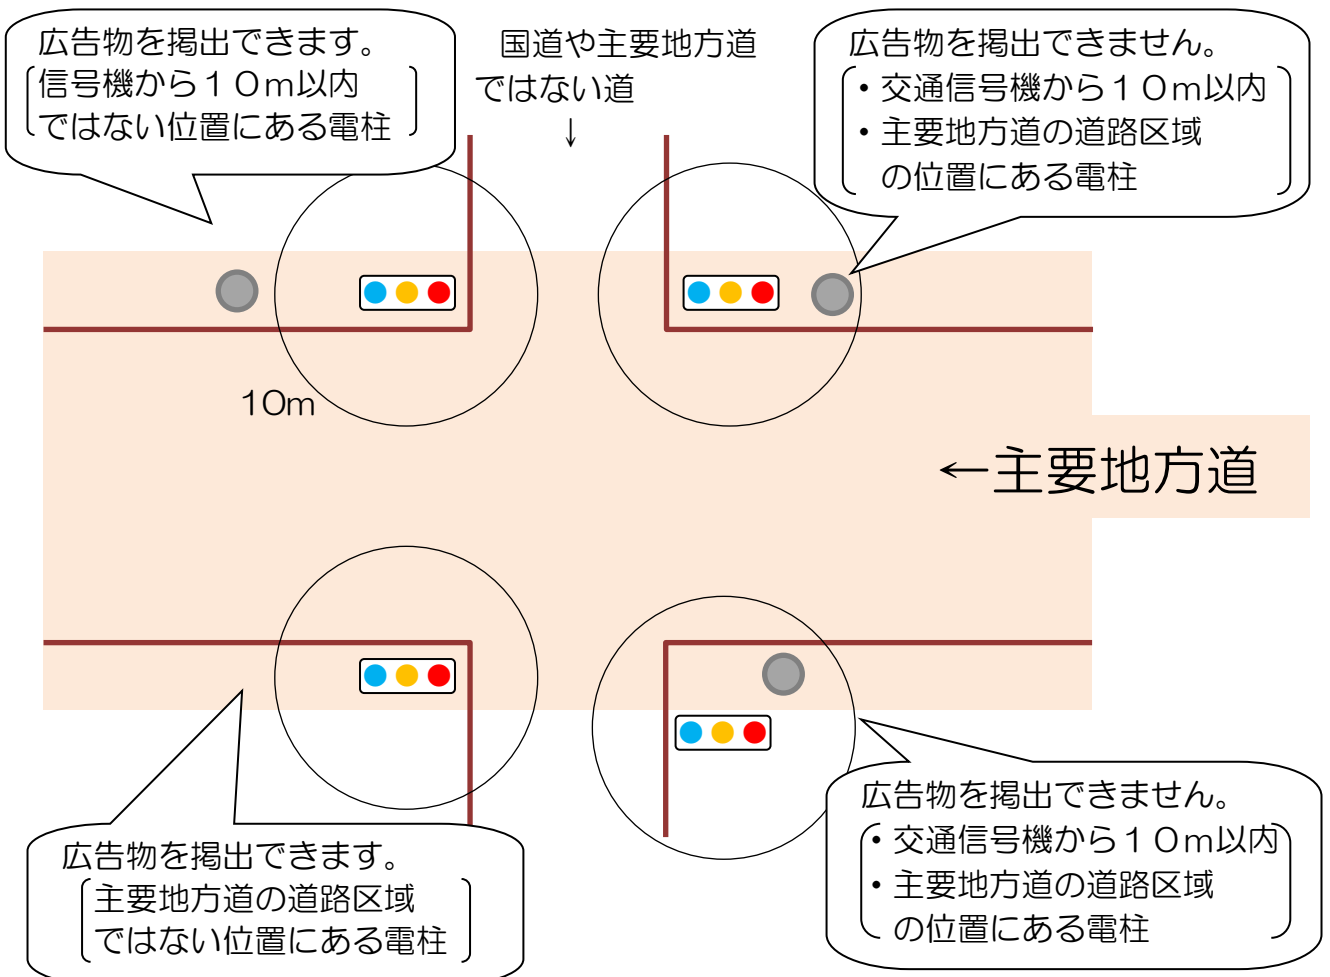 広告物を掲出できます。
信号機から１０ｍ以内
ではない位置にある電柱
国道や主要地方道
ではない道
↓
広告物を掲出できません。
・交通信号機から１０ｍ以内
・主要地方道の道路区域
の位置にある電柱
10m
←主要地方道
広告物を掲出できます。
主要地方道の道路区域
ではない位置にある電柱
広告物を掲出できません。
・交通信号機から１０ｍ以内
・主要地方道の道路区域
の位置にある電柱